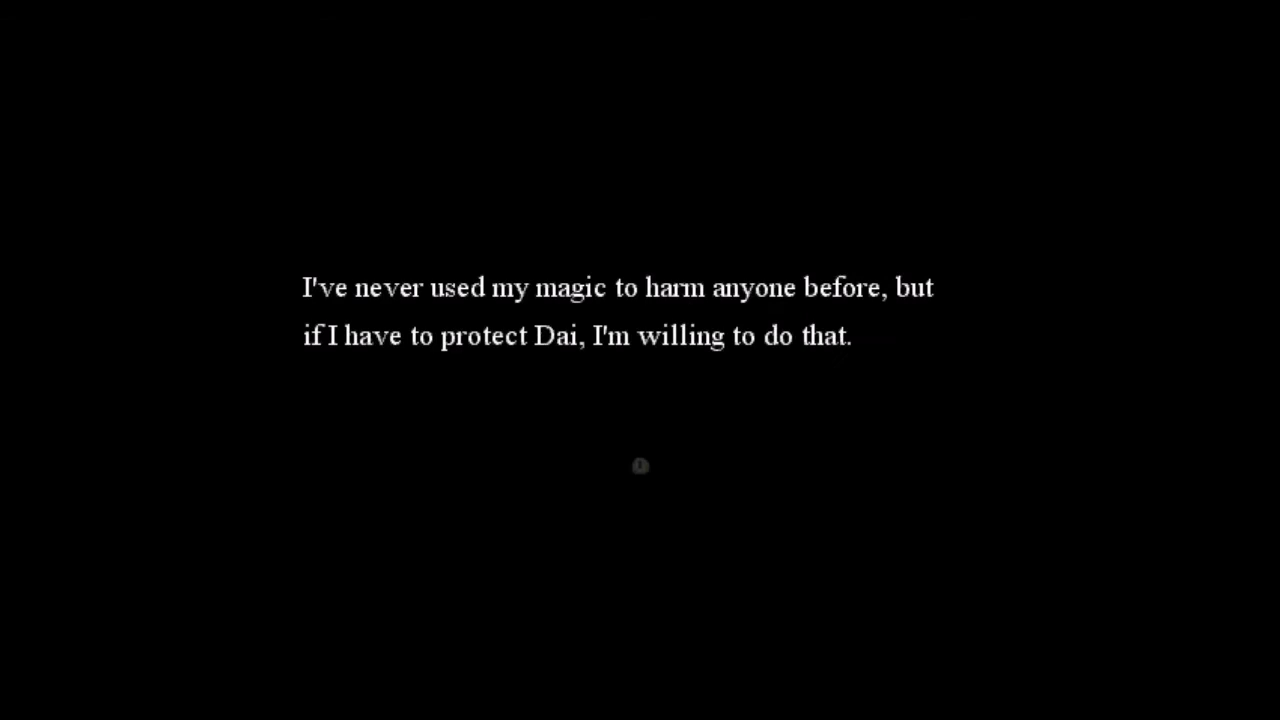 I've never used my magic to harm anyone before, but
if I have to protect Dai, I'm willing to do that.